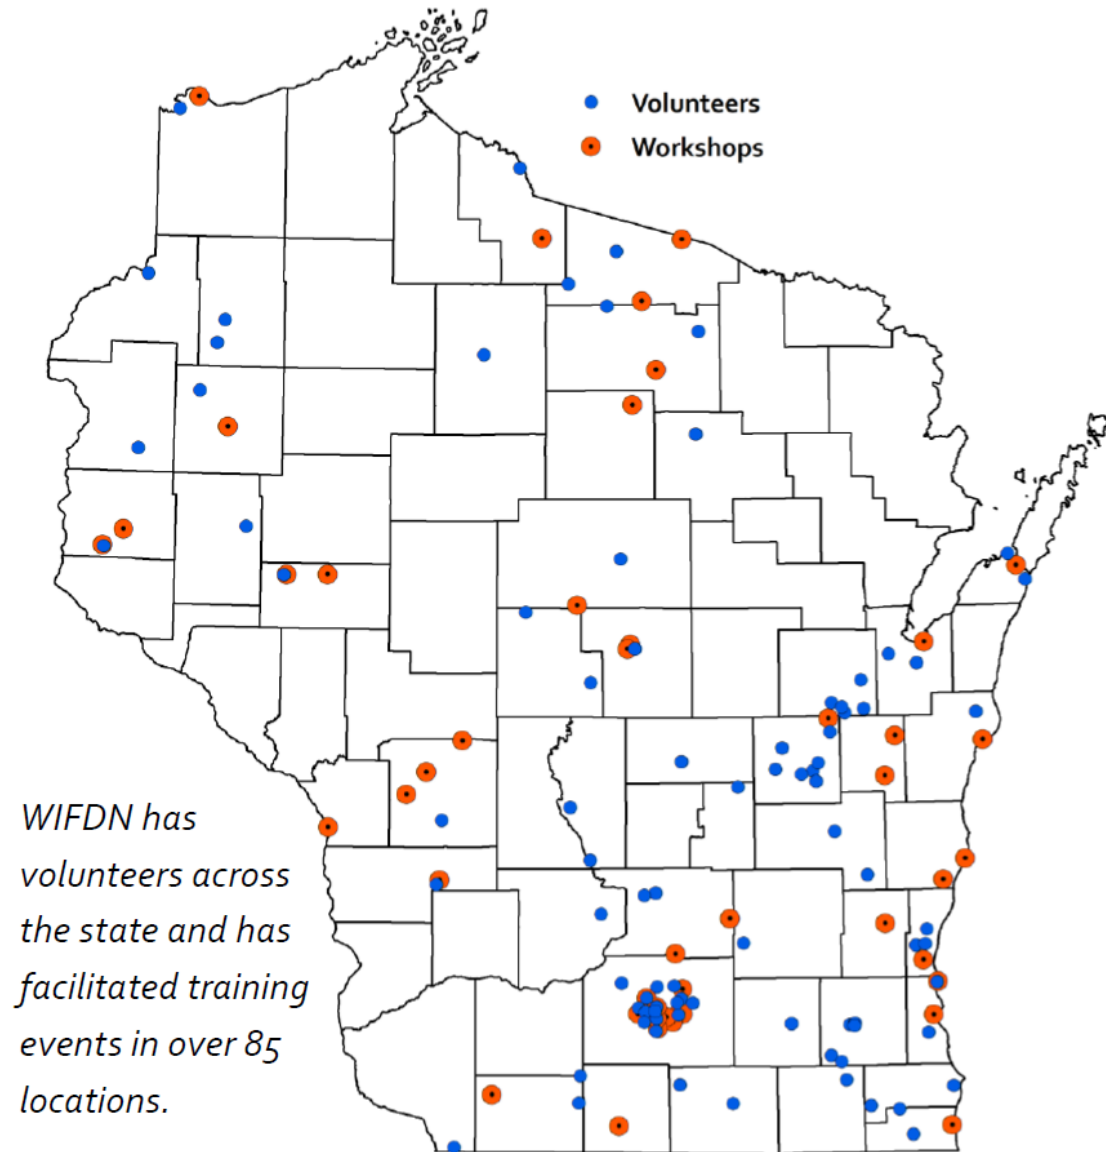 Volunteers
Workshops
WIFDN has
volunteers across
the state and has
facilitated training
events in over 85
locations.